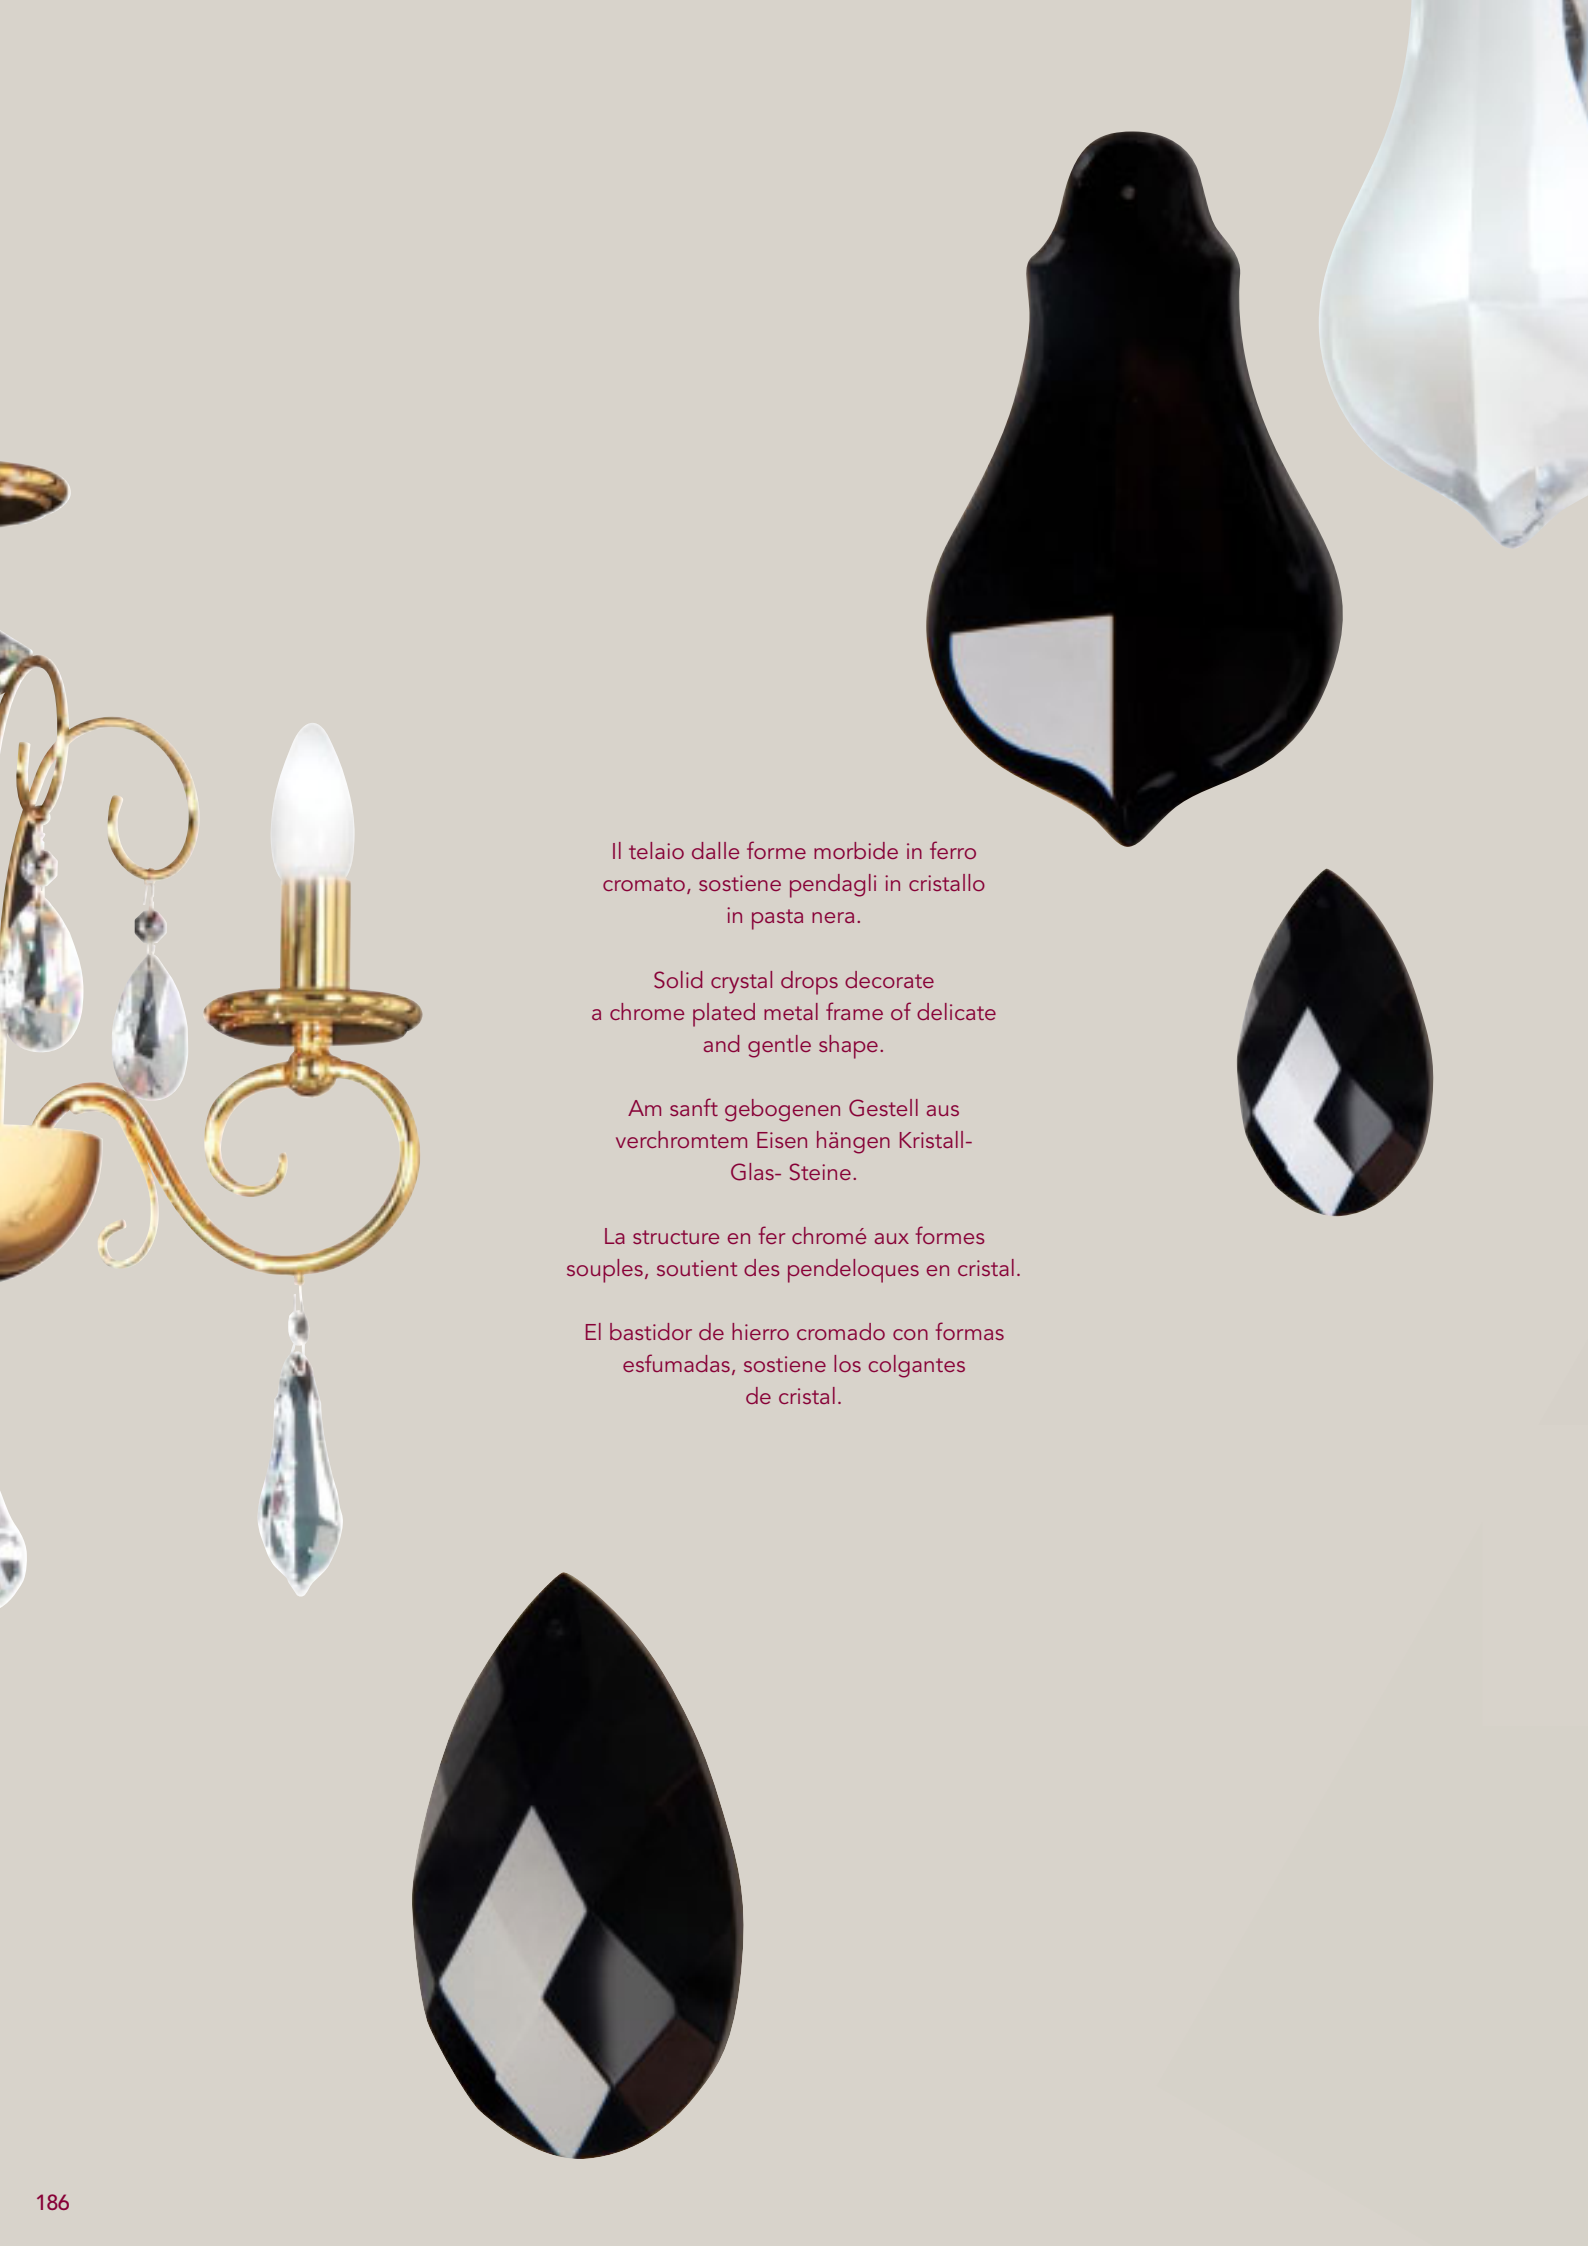 Il telaio dalle forme morbide in ferro
cromato, sostiene pendagli in cristallo
in pasta nera.
Solid crystal drops decorate
a chrome plated metal frame of delicate
and gentle shape.
Am sanft gebogenen Gestell aus
verchromtem Eisen hängen Kristall-
Glas- Steine.
La structure en fer chromé aux formes
souples, soutient des pendeloques en cristal.
El bastidor de hierro cromado con formas
esfumadas, sostiene los colgantes
de cristal.
186